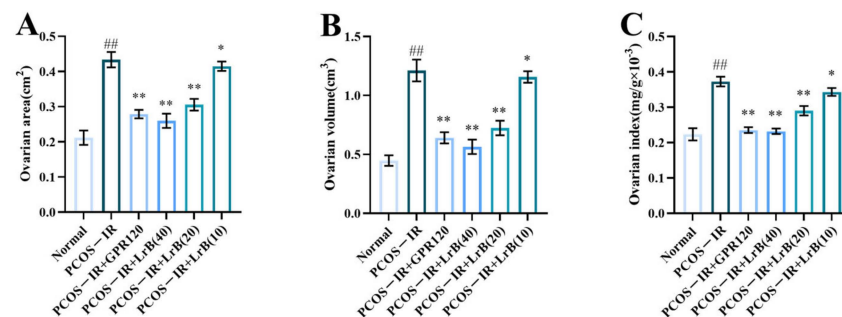 A
Ovarian area(cm²)
0.5
0.4
0.3
0.2
0.1
0.0
##
**
**
**
*
Normal
PCOS—IR
PCOS—IR+GPR120
PCOS—IR+LrB(40)
PCOS—IR+LrB(20)
PCOS—IR+LrB(10)
B
Ovarian volume(cm³)
1.5
1.0
0.5
0.0
##
**
**
**
*
Normal
PCOS—IR
PCOS—IR+GPR120
PCOS—IR+LrB(40)
PCOS—IR+LrB(20)
PCOS—IR+LrB(10)
C
Ovarian index(mg/g×10⁻³)
0.5
0.4
0.3
0.2
0.1
0.0
##
**
**
**
*
Normal
PCOS—IR
PCOS—IR+GPR120
PCOS—IR+LrB(40)
PCOS—IR+LrB(20)
PCOS—IR+LrB(10)